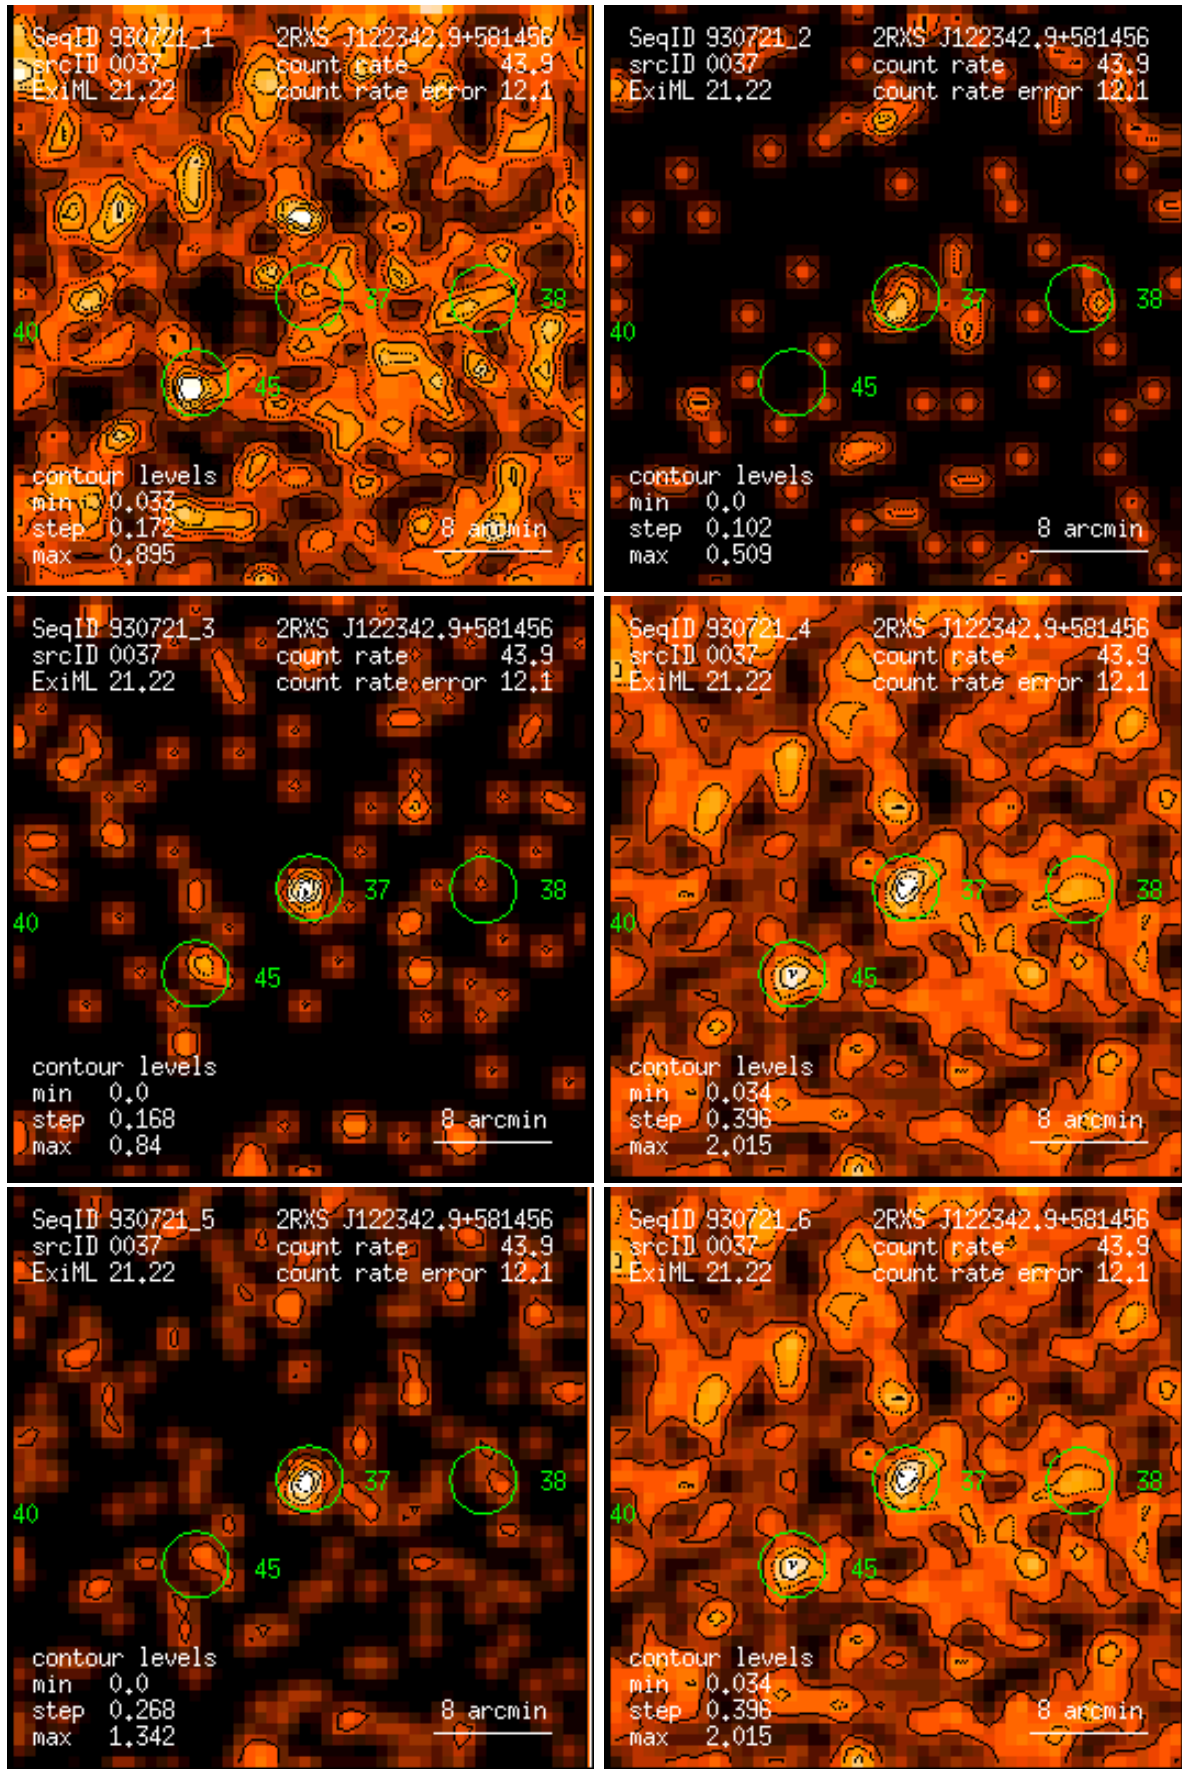 SeqID 930721_1 2RXS J122342.9+581456
srcID 0037 count rate 43.9
ExiML 21.22 count rate error 12.1
37
38
40
45
contour levels
min 0.033
step 0.172
max 0.895
8 arcmin
SeqID 930721_2 2RXS J122342.9+581456
srcID 0037 count rate 43.9
ExiML 21.22 count rate error 12.1
37
38
40
45
contour levels
min 0.0
step 0.102
max 0.509
8 arcmin
SeqID 930721_3 2RXS J122342.9+581456
srcID 0037 count rate 43.9
ExiML 21.22 count rate error 12.1
37
38
40
45
contour levels
min 0.0
step 0.168
max 0.84
8 arcmin
SeqID 930721_4 2RXS J122342.9+581456
srcID 0037 count rate 43.9
ExiML 21.22 count rate error 12.1
37
38
40
45
contour levels
min 0.034
step 0.396
max 2.015
8 arcmin
SeqID 930721_5 2RXS J122342.9+581456
srcID 0037 count rate 43.9
ExiML 21.22 count rate error 12.1
37
38
40
45
contour levels
min 0.0
step 0.268
max 1.342
8 arcmin
SeqID 930721_6 2RXS J122342.9+581456
srcID 0037 count rate 43.9
ExiML 21.22 count rate error 12.1
37
38
40
45
contour levels
min 0.034
step 0.396
max 2.015
8 arcmin